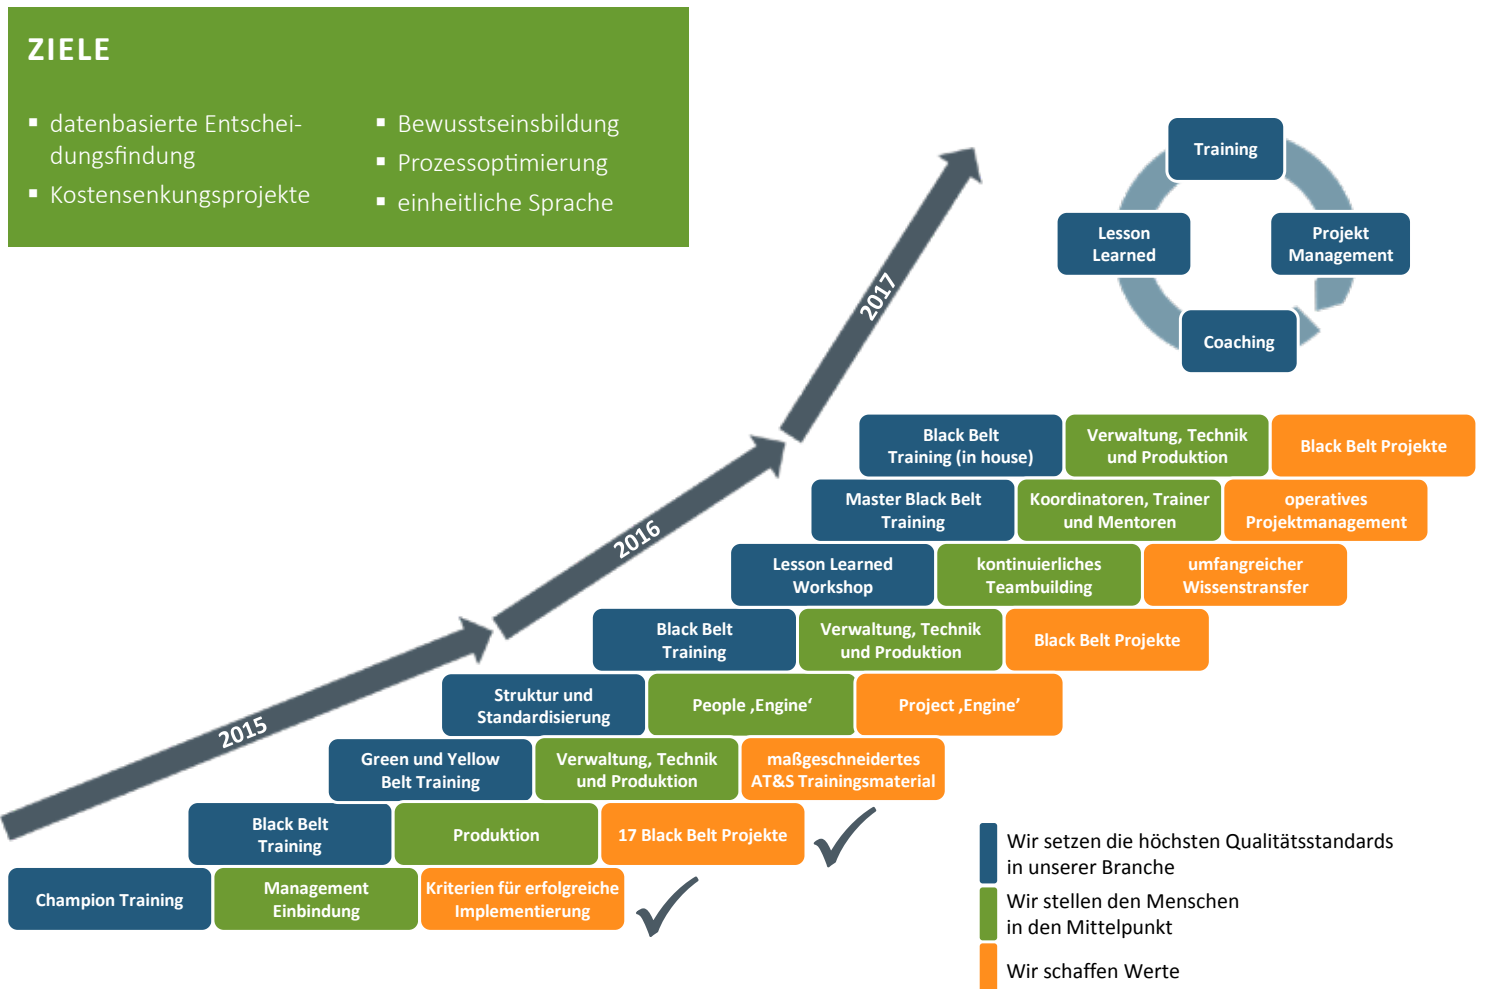 ZIELE
▪ datenbasierte Entschei-
dungsfindung
▪ Kostensenkungsprojekte
▪ Bewusstseinsbildung
▪ Prozessoptimierung
▪ einheitliche Sprache
Training
Lesson
Learned
Projekt
Management
Coaching
2017
2016
2015
Black Belt
Training (in house)
Verwaltung, Technik
und Produktion
Black Belt Projekte
Master Black Belt
Training
Koordinatoren, Trainer
und Mentoren
operatives
Projektmanagement
Lesson Learned
Workshop
kontinuierliches
Teambuilding
umfangreicher
Wissenstransfer
Black Belt
Training
Verwaltung, Technik
und Produktion
Black Belt Projekte
Struktur und
Standardisierung
People ‚Engine‘
Project ‚Engine’
Green und Yellow
Belt Training
Verwaltung, Technik
und Produktion
maßgeschneidertes
AT&S Trainingsmaterial
Black Belt
Training
Produktion
17 Black Belt Projekte
Champion Training
Management
Einbindung
Kriterien für erfolgreiche
Implementierung
Wir setzen die höchsten Qualitätsstandards
in unserer Branche
Wir stellen den Menschen
in den Mittelpunkt
Wir schaffen Werte